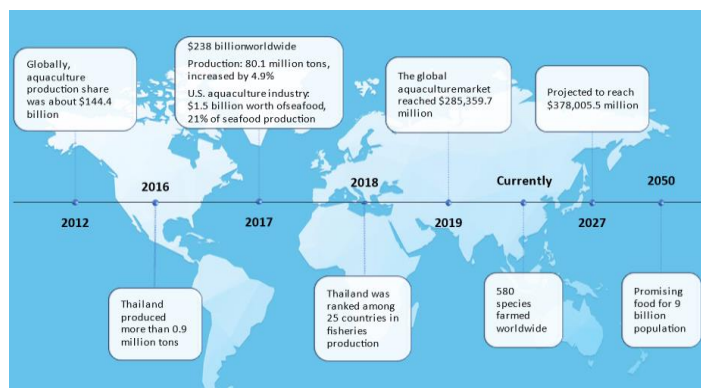 Globally,
aquaculture
production share
was about $144.4
billion
$238 billionworldwide
Production: 80.1 million tons,
increased by 4.9%
U.S. aquaculture industry:
$1.5 billion worth ofseafood,
21% of seafood production
The global
aquaculturemarket
reached $285,359.7
million
Projected to reach
$378,005.5 million
2016
2018
Currently
2050
2012
2017
2019
2027
Thailand
produced
more than 0.9
million tons
Thailand was
ranked among
25 countries in
fisheries
production
580
species
farmed
worldwide
Promising
food for 9
billion
population